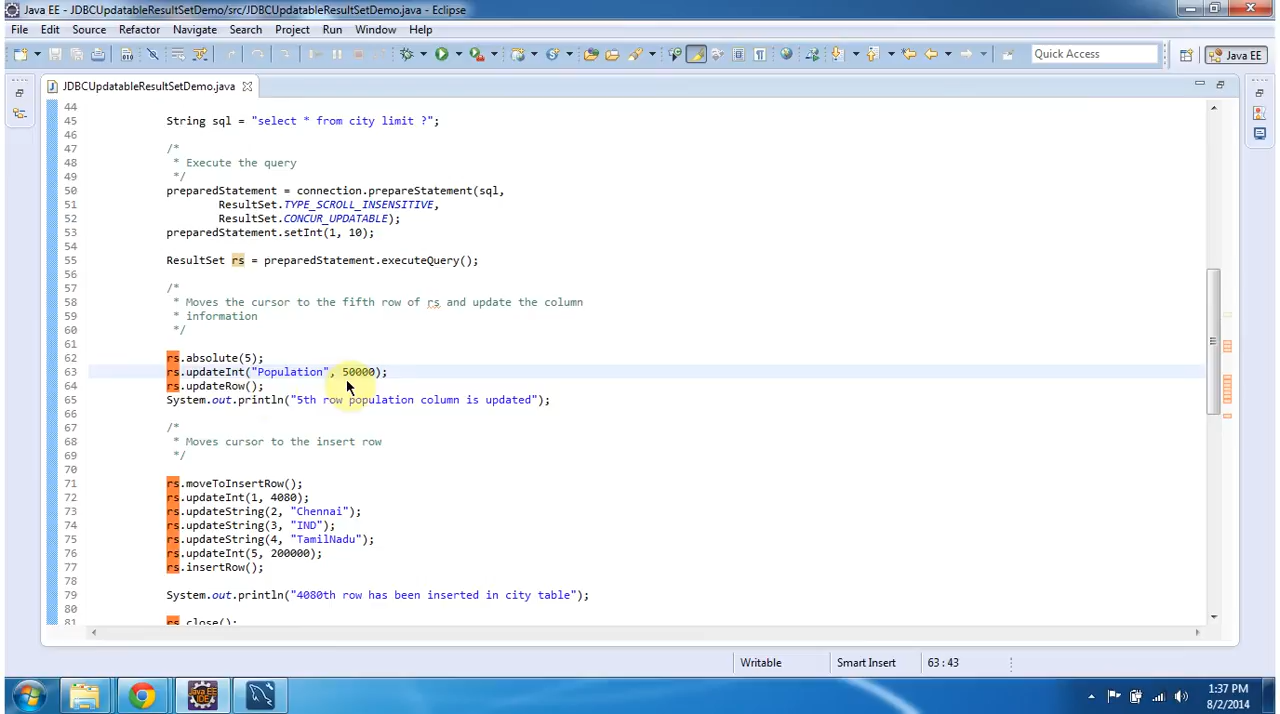 Java EE - JDBCUpdatableResultSetDemo/src/JDBCUpdatableResultSetDemo.java - Eclipse
File Edit Source Refactor Navigate Search Project Run Window Help
Quick Access
Java EE
JDBCUpdatableResultSetDemo.java
44
45 String sql = "select * from city limit ?";
46
47 /*
48 * Execute the query
49 */
50 preparedStatement = connection.prepareStatement(sql,
51 ResultSet.TYPE_SCROLL_INSENSITIVE,
52 ResultSet.CONCUR_UPDATABLE);
53 preparedStatement.setInt(1, 10);
54
55 ResultSet rs = preparedStatement.executeQuery();
56
57 /*
58 * Moves the cursor to the fifth row of rs and update the column
59 * information
60 */
61
62 rs.absolute(5);
63 rs.updateInt("Population", 50000);
64 rs.updateRow();
65 System.out.println("5th row population column is updated");
66
67 /*
68 * Moves cursor to the insert row
69 */
70
71 rs.moveToInsertRow();
72 rs.updateInt(1, 4080);
73 rs.updateString(2, "Chennai");
74 rs.updateString(3, "IND");
75 rs.updateString(4, "TamilNadu");
76 rs.updateInt(5, 200000);
77 rs.insertRow();
78
79 System.out.println("4080th row has been inserted in city table");
80
81 rs.close();
Writable Smart Insert 63 : 43
1:37 PM
8/2/2014